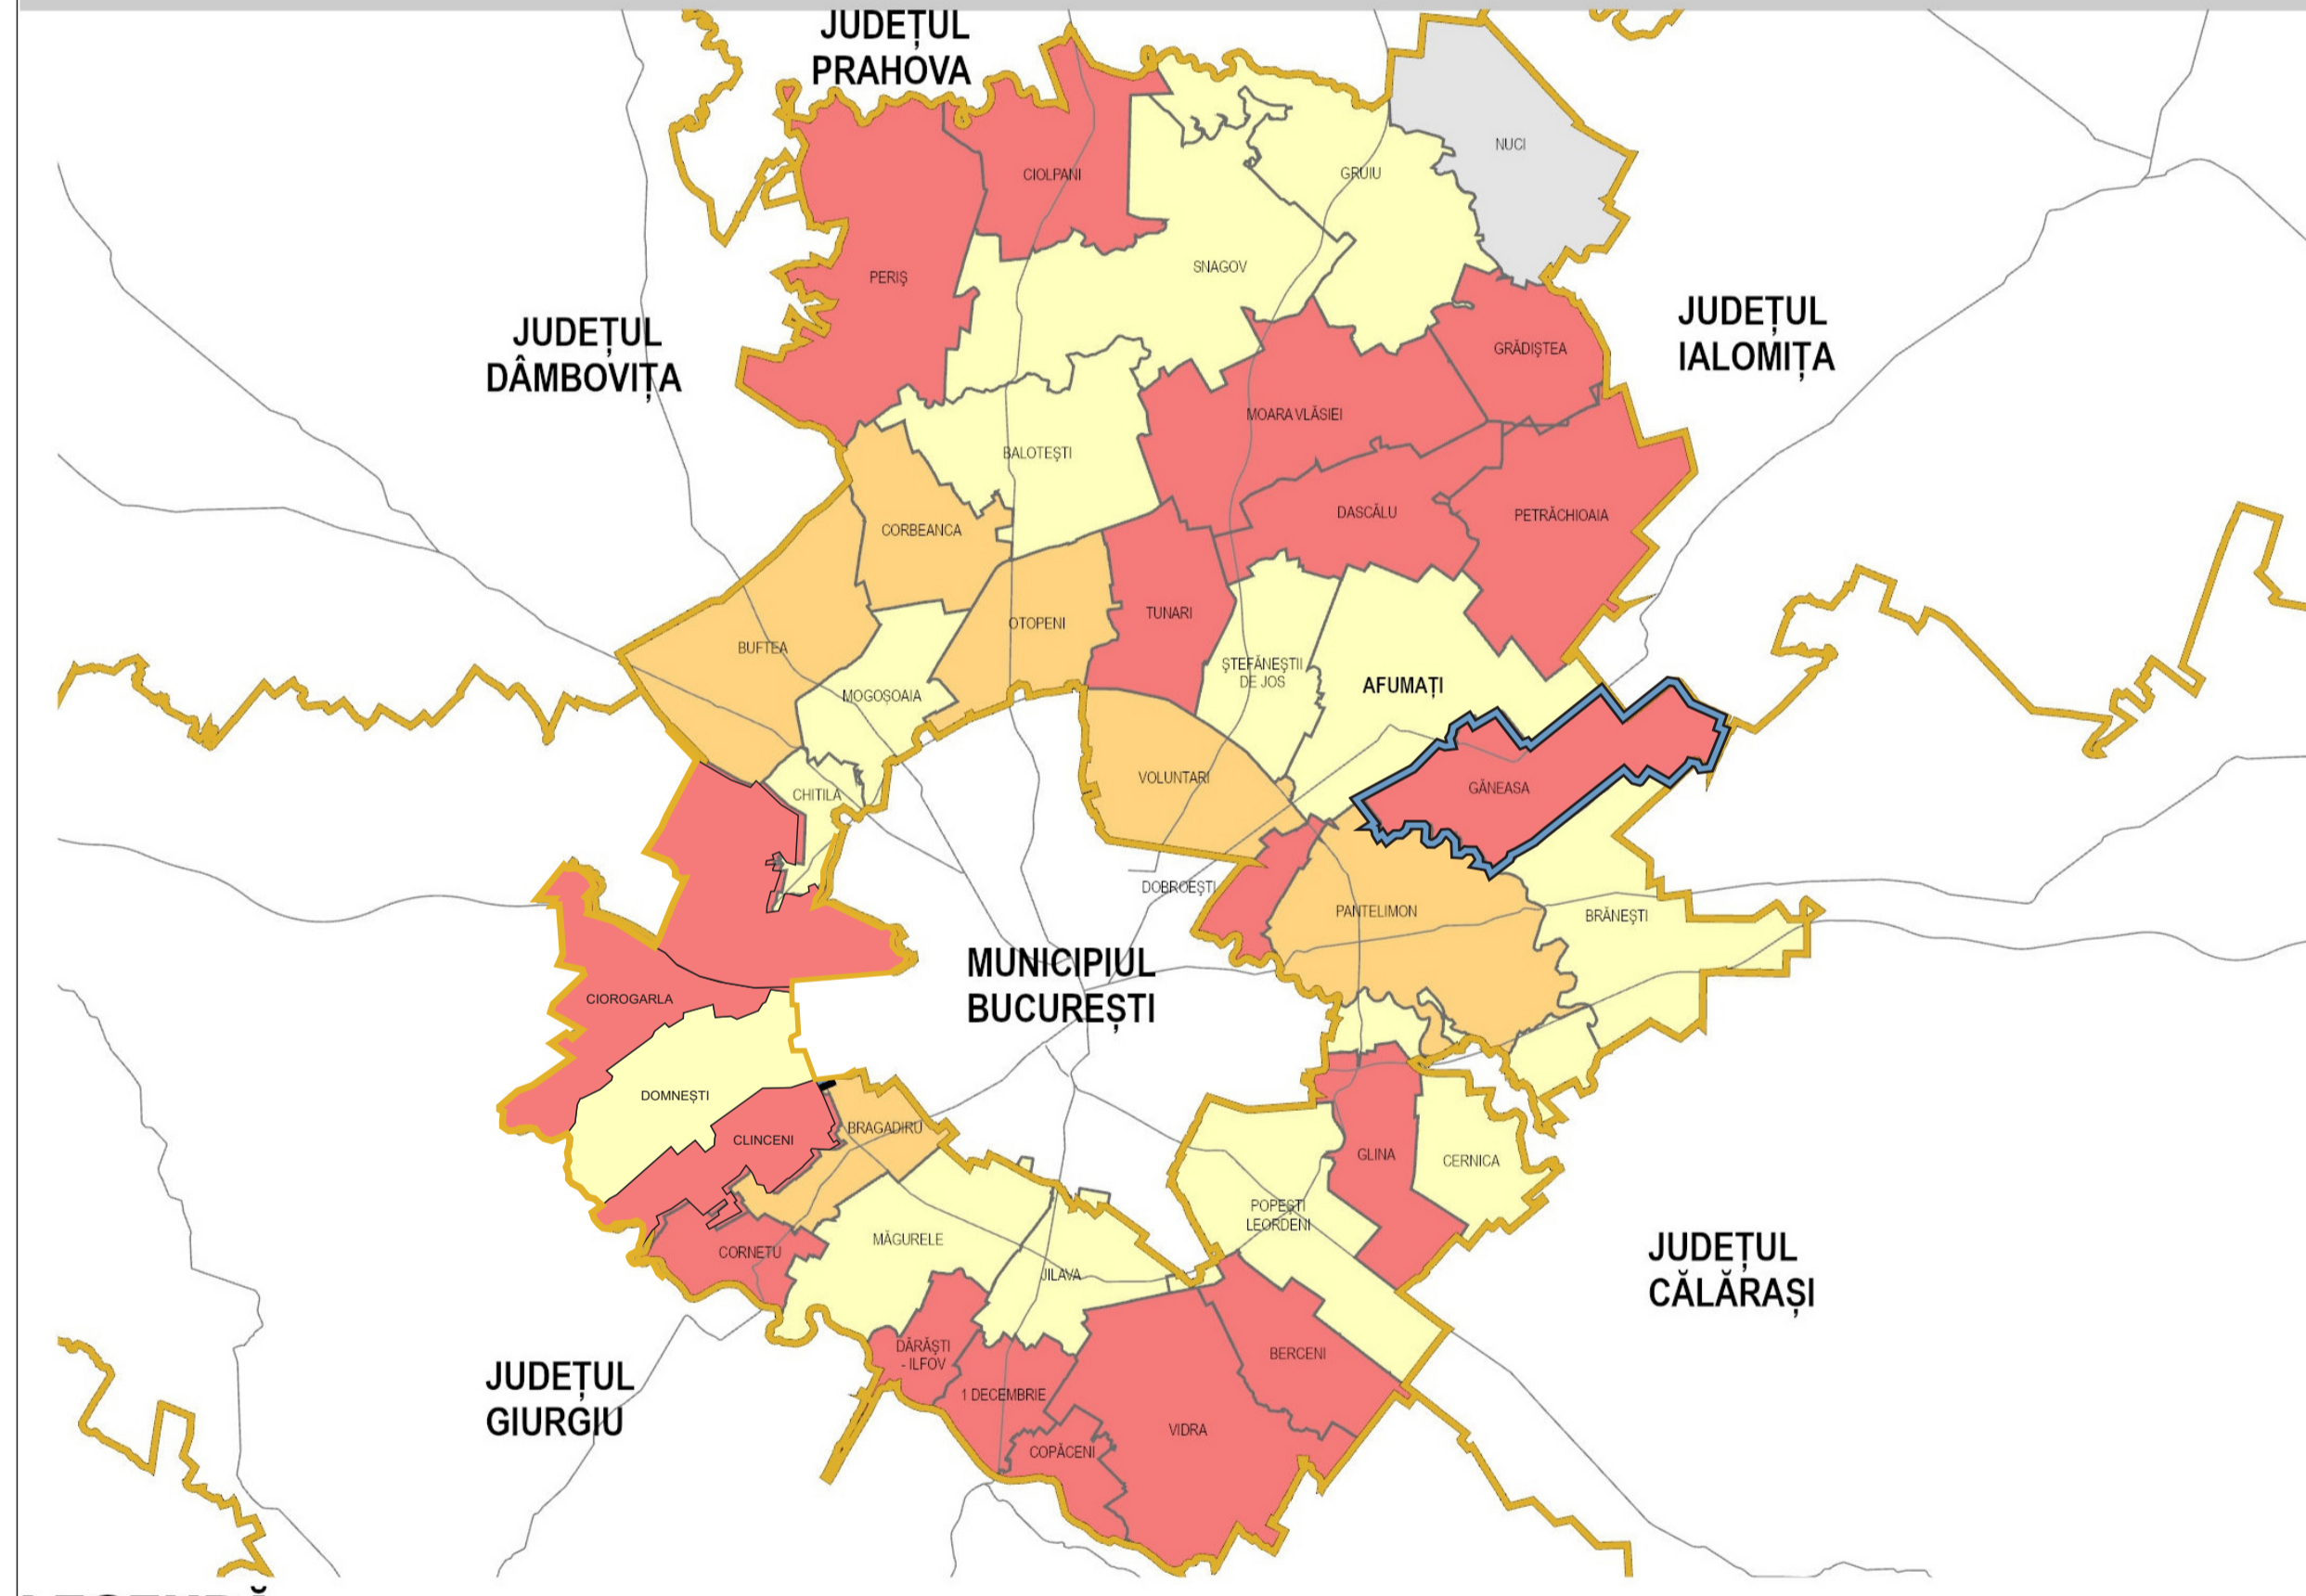 JUDEȚUL
PRAHOVA
NUCI
CIOLPANI
GRUIU
SNAGOV
PERIȘ
JUDEȚUL
IALOMIȚA
JUDEȚUL
DÂMBOVIȚA
GRĂDIȘTEA
MOARA VLĂSIEI
BALOTEȘTI
DASCĂLU
PETRĂCHIOAIA
CORBEANCA
TUNARI
OTOPENI
BUFTEA
ȘTEFĂNEȘTII
DE JOS
AFUMAȚI
MOGOȘOAIA
VOLUNTARI
GĂNEASA
CHITILA
DOBROEȘTI
PANTELIMON
BRĂNEȘTI
MUNICIPIUL
BUCUREȘTI
CIOROGARLA
DOMNEȘTI
BRAGADIRU
CLINCENI
GLINA
CERNICA
POPEȘTI
LEORDENI
MĂGURELE
CORNETU
JILAVA
JUDEȚUL
CĂLĂRAȘI
DĂRĂȘTI
- ILFOV
BERCENI
JUDEȚUL
GIURGIU
1 DECEMBRIE
VIDRA
COPĂCENI